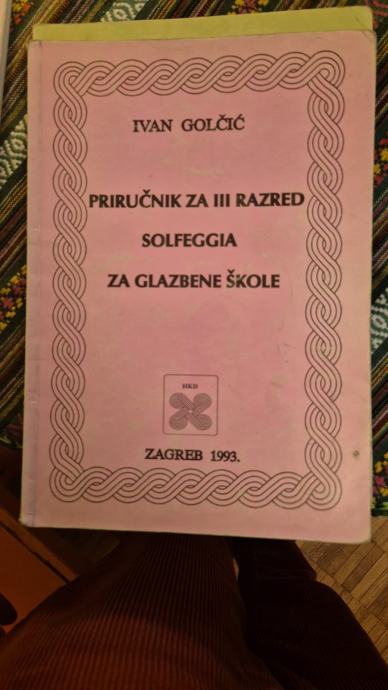 IVAN GOLČIĆ
PRIRUČNIK ZA III RAZRED
SOLFEGGIA
ZA GLAZBENE ŠKOLE
HKD
ZAGREB 1993.